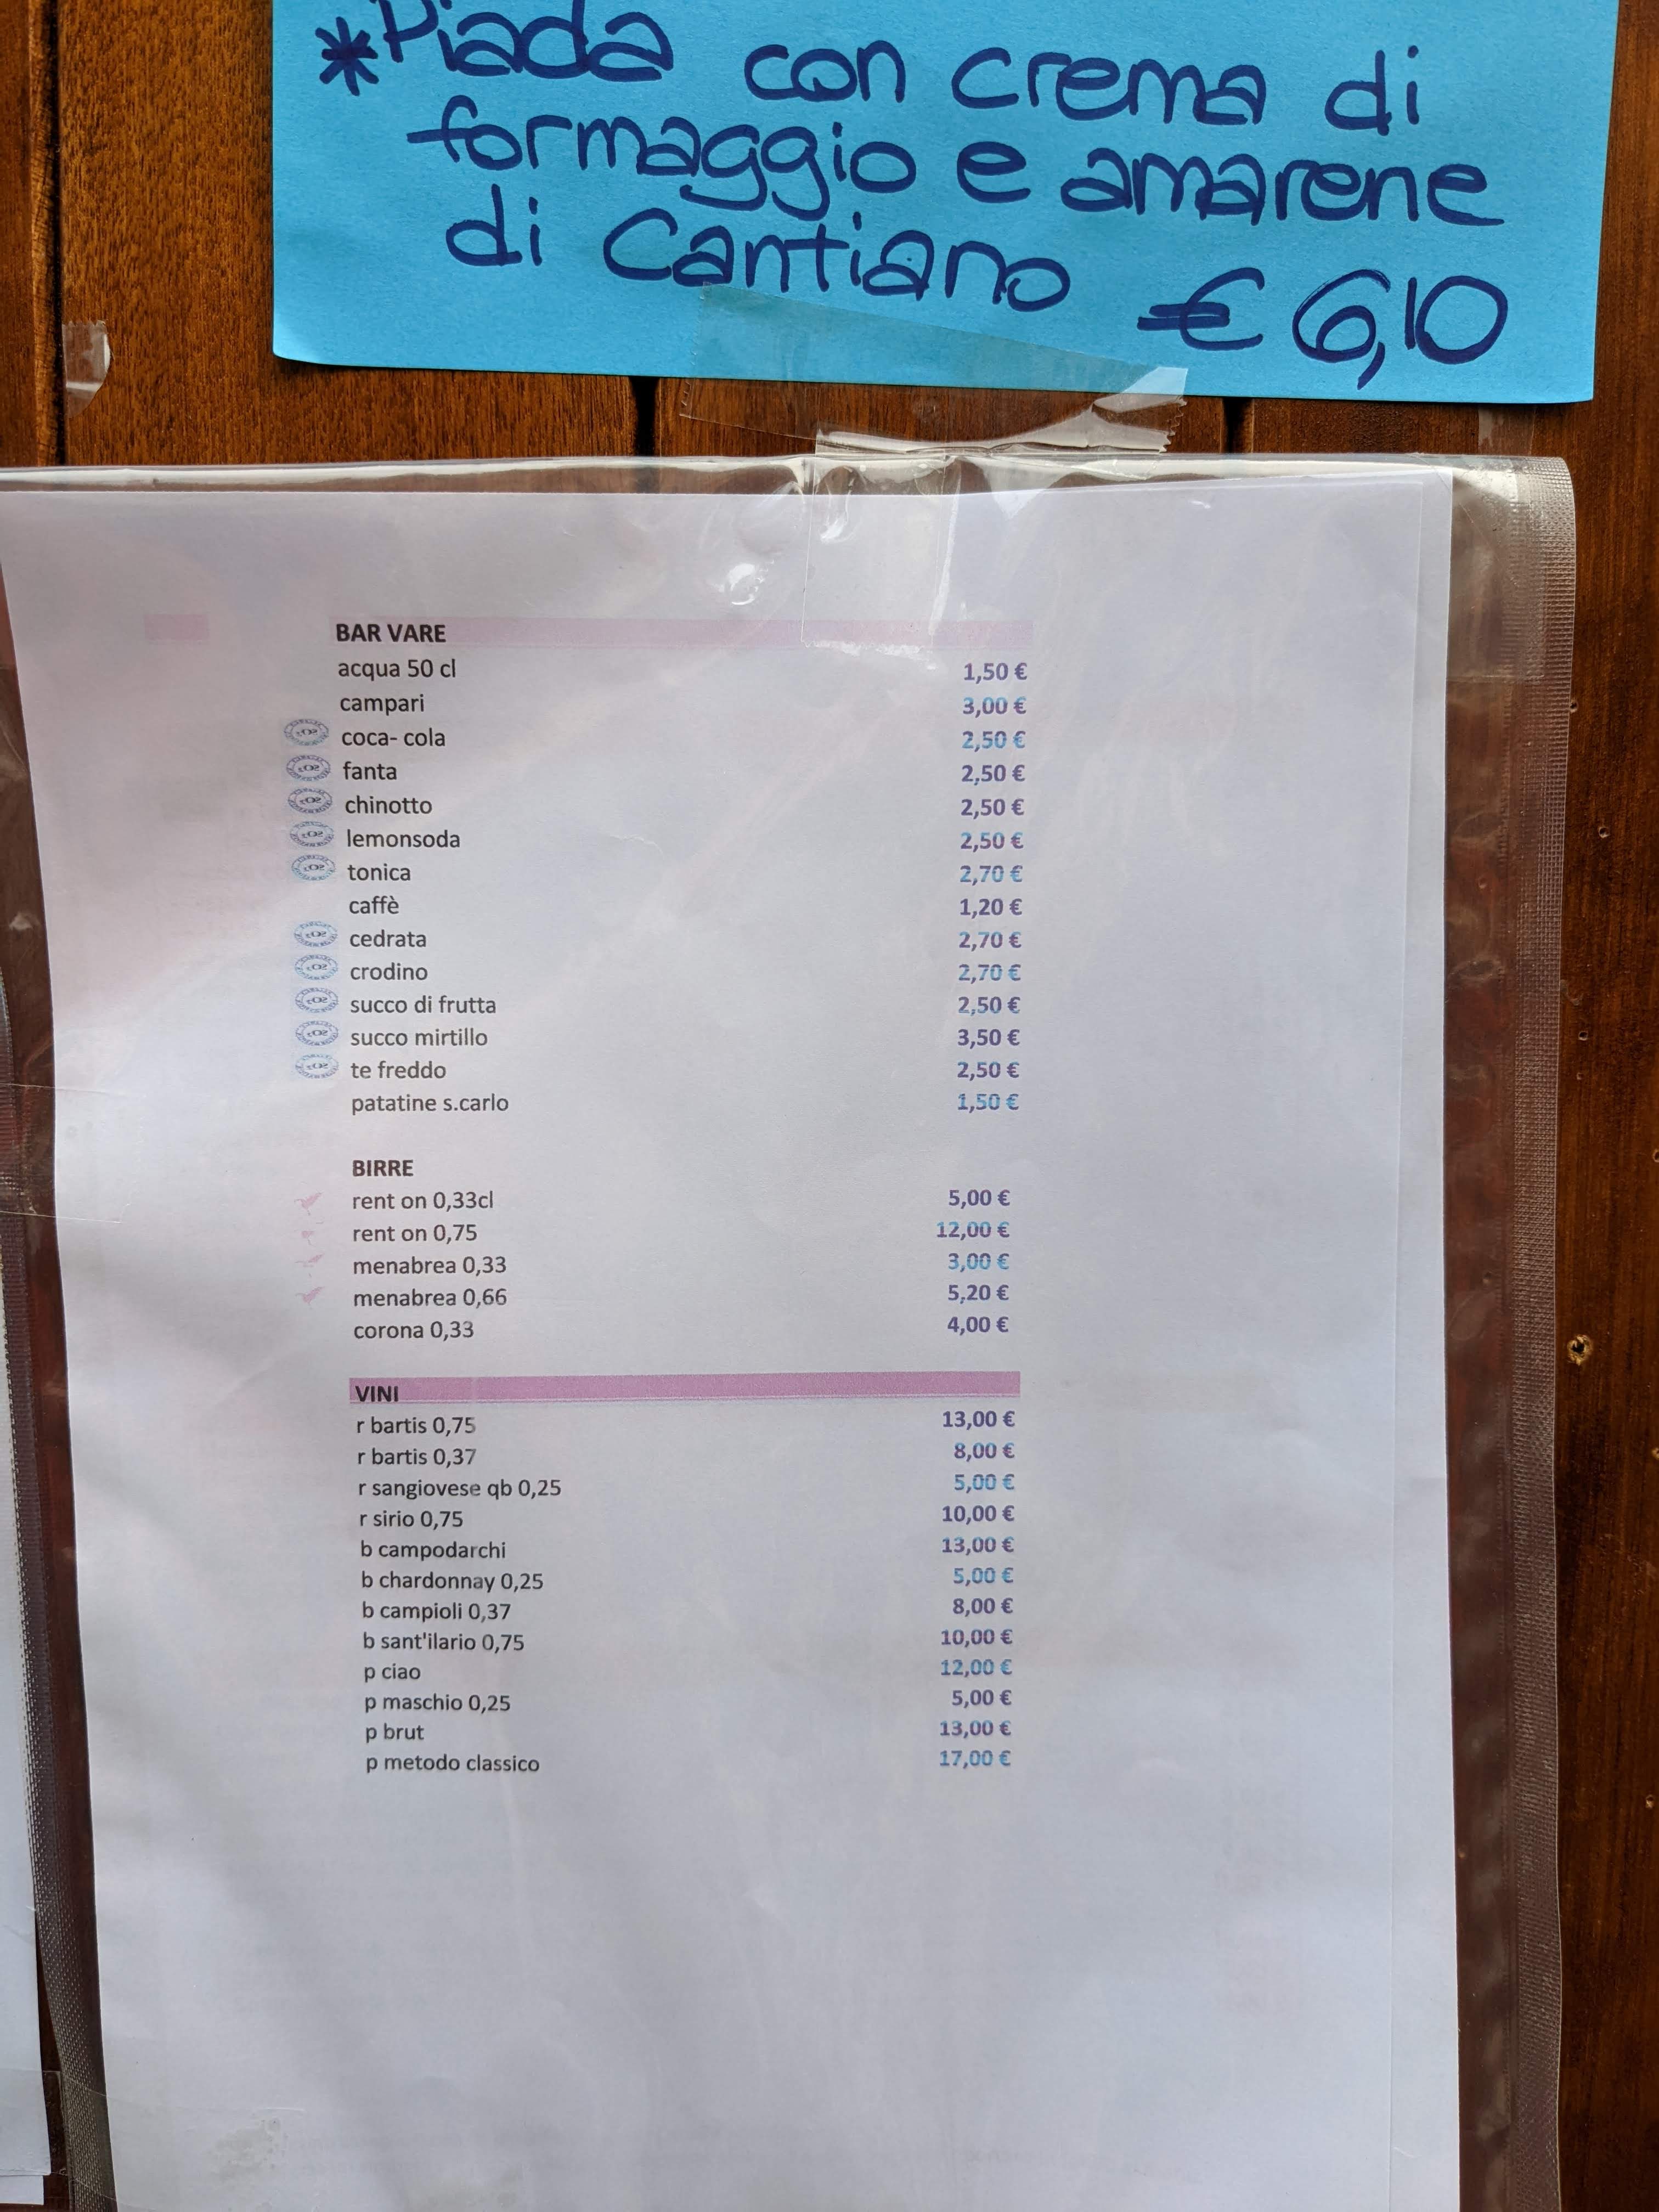 *Piada con crema di
formaggio e amarene
di Cantiano €6,10
BAR VARE
acqua 50 cl 1,50 €
campari 3,00 €
coca- cola 2,50 €
fanta 2,50 €
chinotto 2,50 €
lemonsoda 2,50 €
tonica 2,70 €
caffè 1,20 €
cedrata 2,70 €
crodino 2,70 €
succo di frutta 2,50 €
succo mirtillo 3,50 €
te freddo 2,50 €
patatine s.carlo 1,50 €
BIRRE
rent on 0,33cl 5,00 €
rent on 0,75 12,00 €
menabrea 0,33 3,00 €
menabrea 0,66 5,20 €
corona 0,33 4,00 €
VINI
r bartis 0,75 13,00 €
r bartis 0,37 8,00 €
r sangiovese qb 0,25 5,00 €
r sirio 0,75 10,00 €
b campodarchi 13,00 €
b chardonnay 0,25 5,00 €
b campioli 0,37 8,00 €
b sant'ilario 0,75 10,00 €
p ciao 12,00 €
p maschio 0,25 5,00 €
p brut 13,00 €
p metodo classico 17,00 €